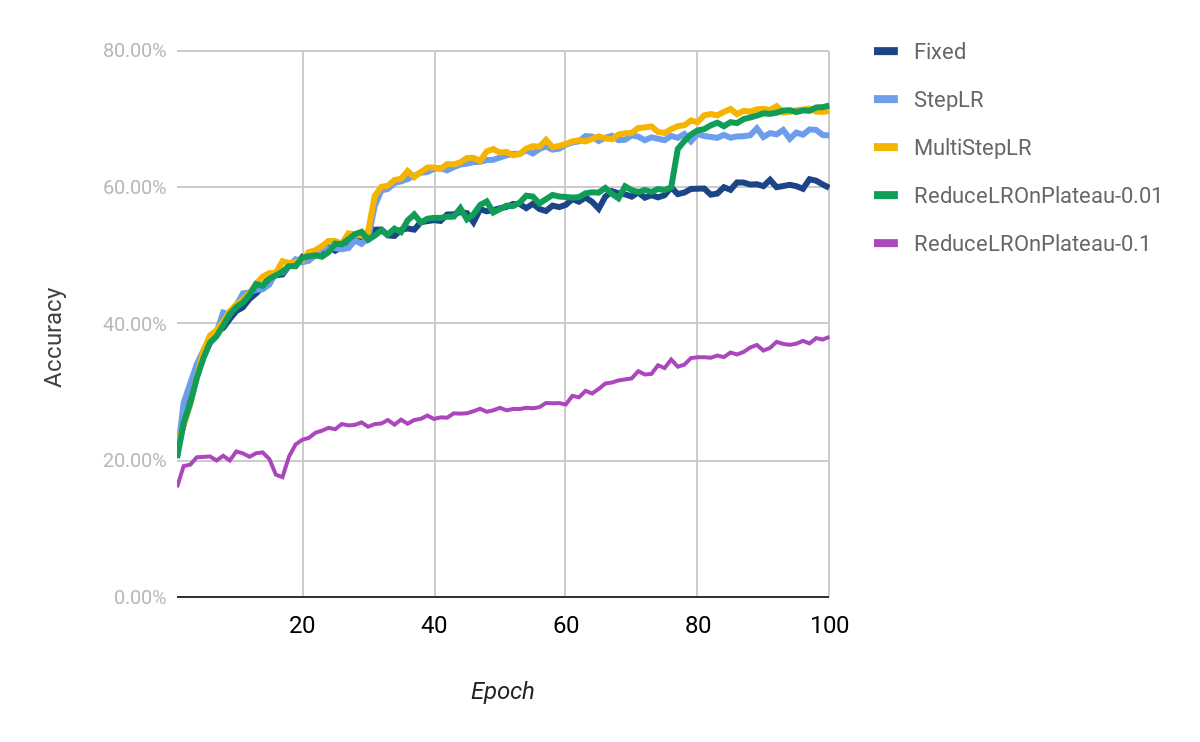 80.00%
60.00%
40.00%
20.00%
0.00%
Accuracy
20 40 60 80 100
Epoch
Fixed
StepLR
MultiStepLR
ReduceLROnPlateau-0.01
ReduceLROnPlateau-0.1